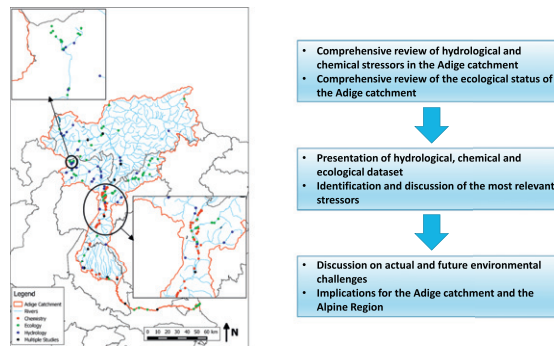 Legend
Adige Catchment
Rivers
Chemistry
Ecology
Hydrology
Multiple Studies
0 10 20 30 40 50 60 km
N
• Comprehensive review of hydrological and
chemical stressors in the Adige catchment
• Comprehensive review of the ecological status of
the Adige catchment
• Presentation of hydrological, chemical and
ecological dataset
• Identification and discussion of the most relevant
stressors
• Discussion on actual and future environmental
challenges
• Implications for the Adige catchment and the
Alpine Region